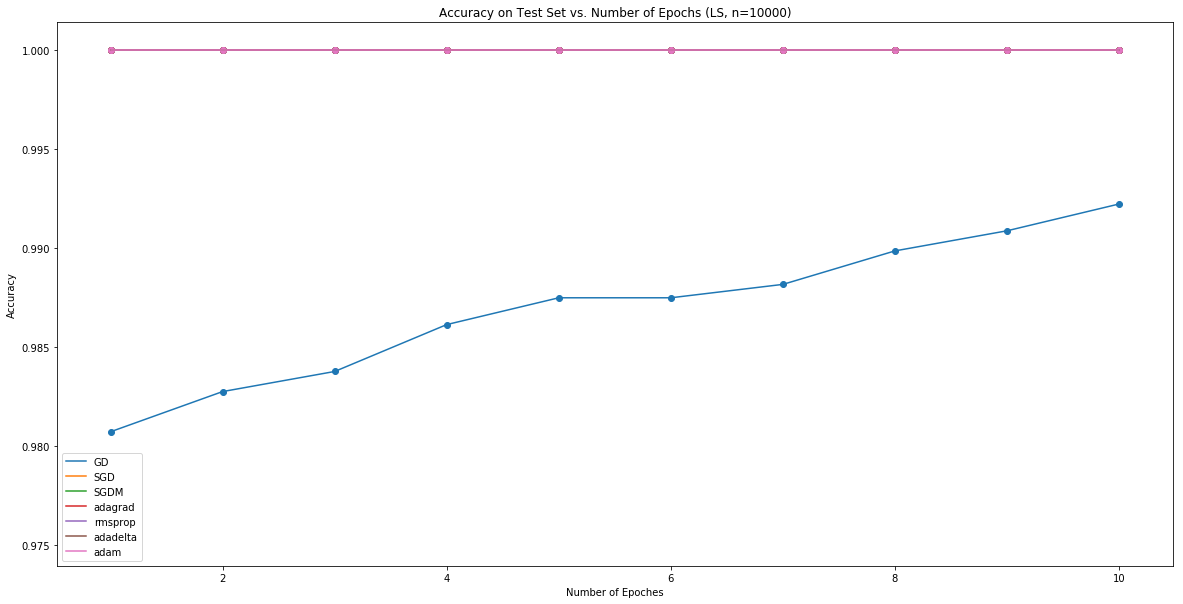 Accuracy on Test Set vs. Number of Epochs (LS, n=10000)
1.000
0.995
0.990
0.985
0.980
0.975
Accuracy
GD
SGD
SGDM
adagrad
rmsprop
adadelta
adam
2
4
6
8
10
Number of Epoches